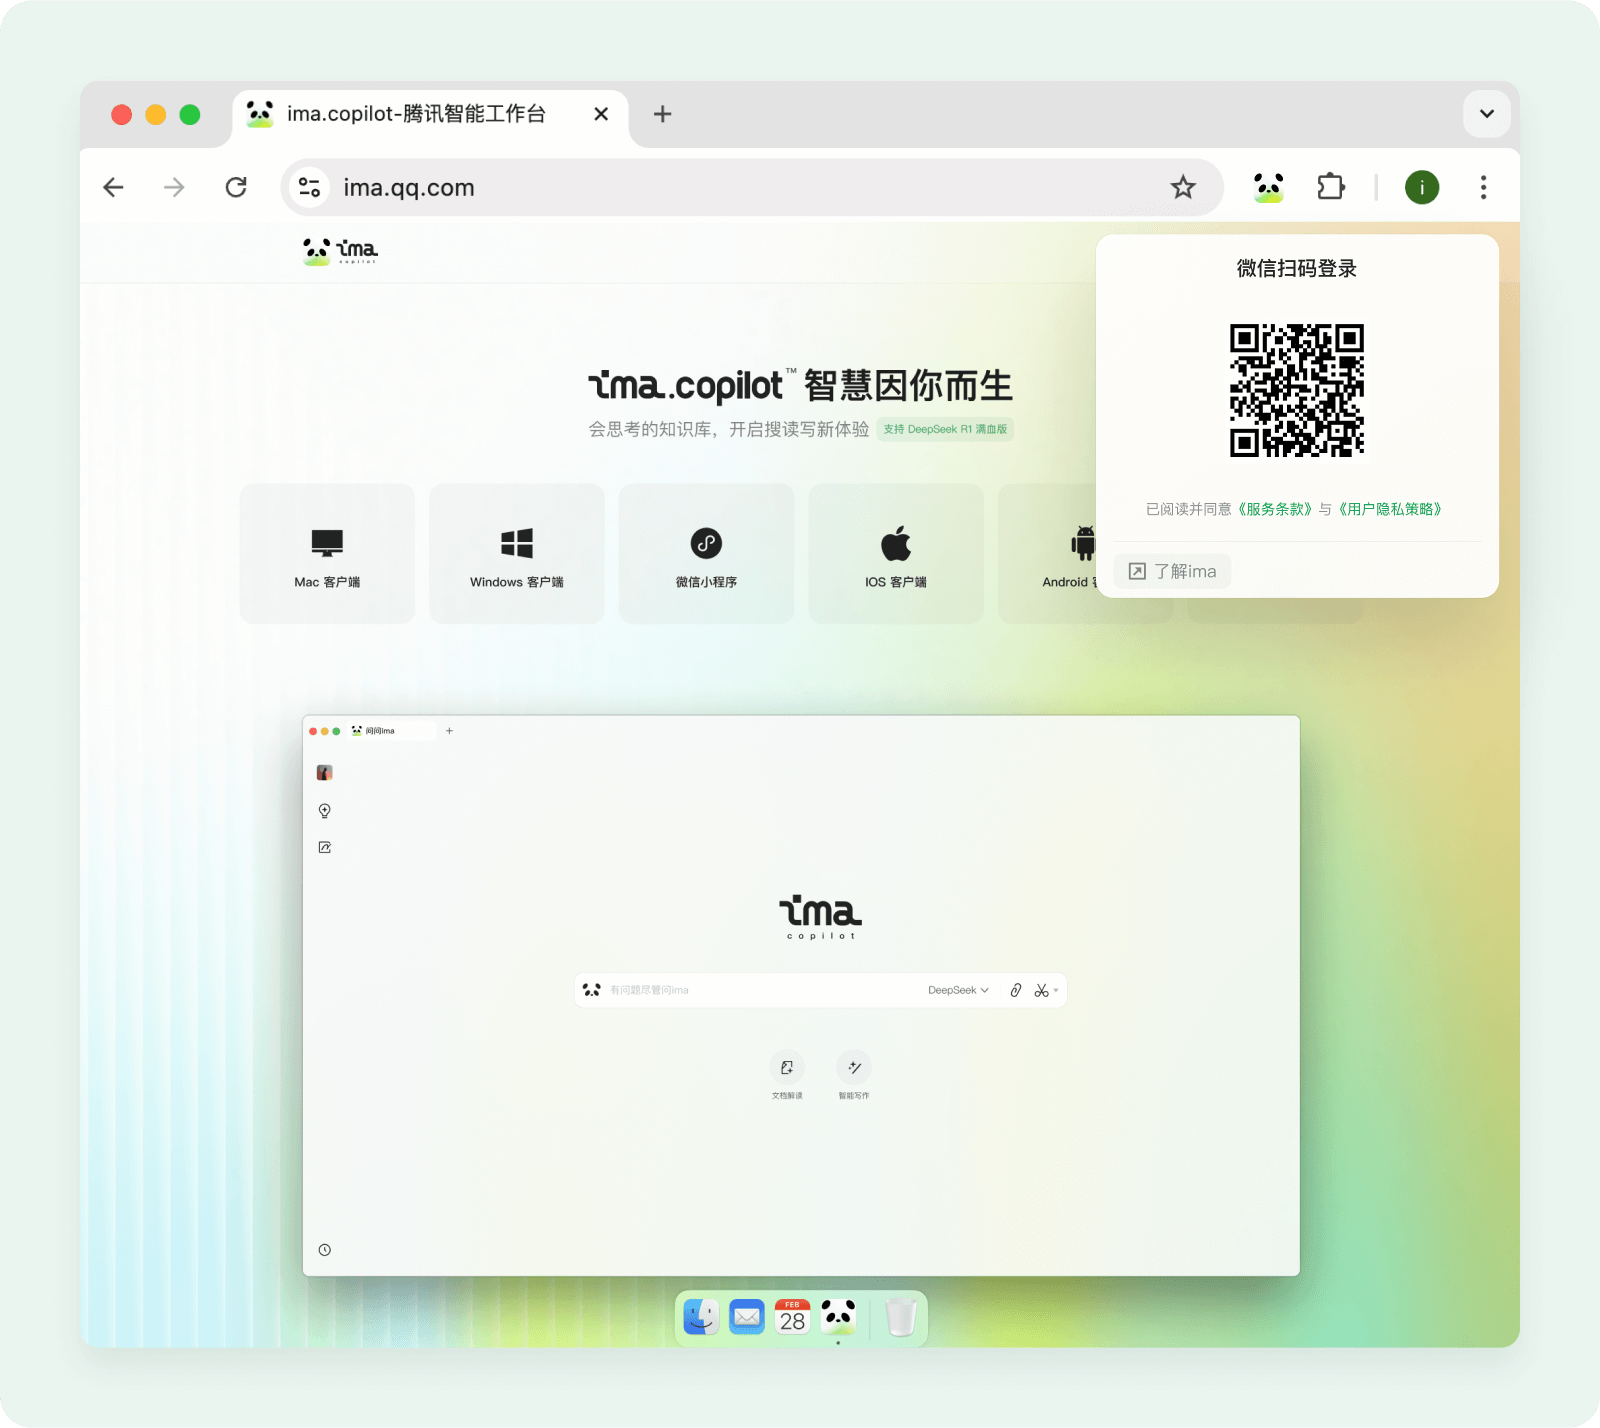 ima.copilot-腾讯智能工作台
ima.qq.com
i
ima
copilot
微信扫码登录
已阅读并同意《服务条款》与《用户隐私策略》
了解ima
ima.copilot™ 智慧因你而生
会思考的知识库，开启搜读写新体验 支持 DeepSeek R1 满血版
Mac 客户端
Windows 客户端
微信小程序
IOS 客户端
Android
问问ima
ima
copilot
有问题尽管问ima
DeepSeek
文档解读
智能写作
FEB
28